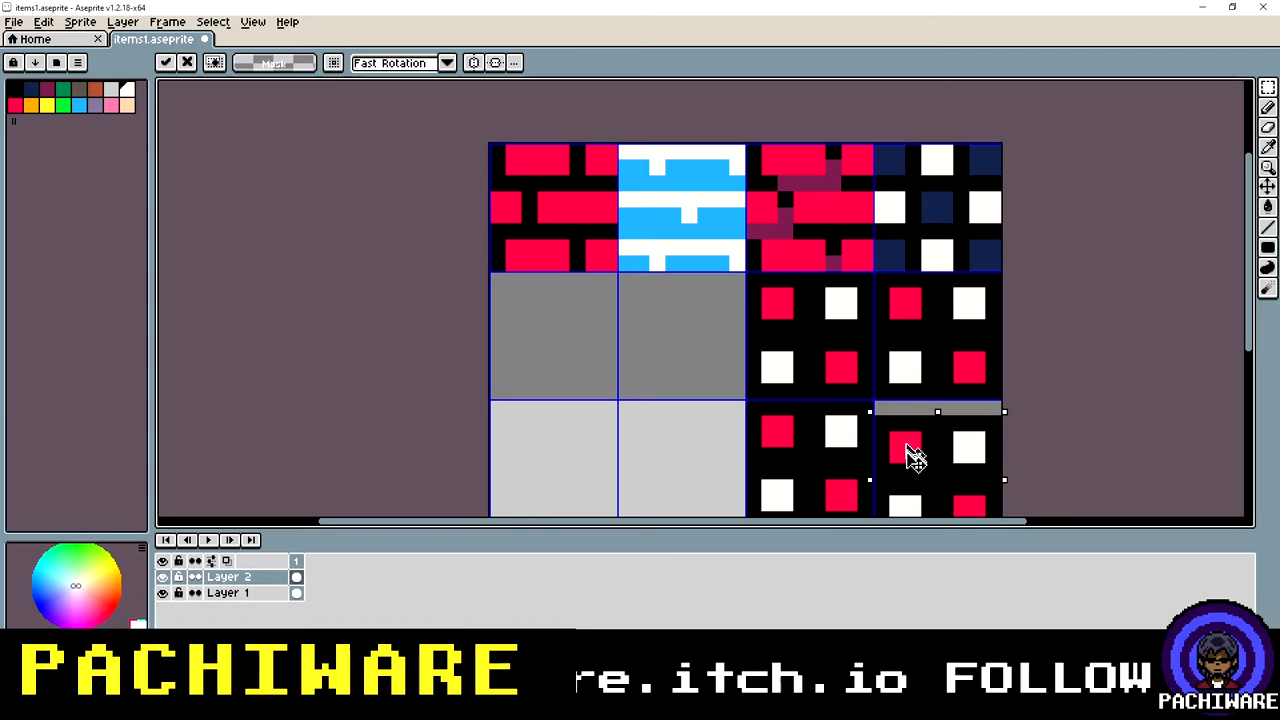 items1.aseprite - Aseprite v1.2.18-x64
File Edit Sprite Layer Frame Select View Help
Home
items1.aseprite
Mask
Fast Rotation
1
Layer 2
Layer 1
PACHIWARE
re.itch.io FOLLOW
PACHIWARE